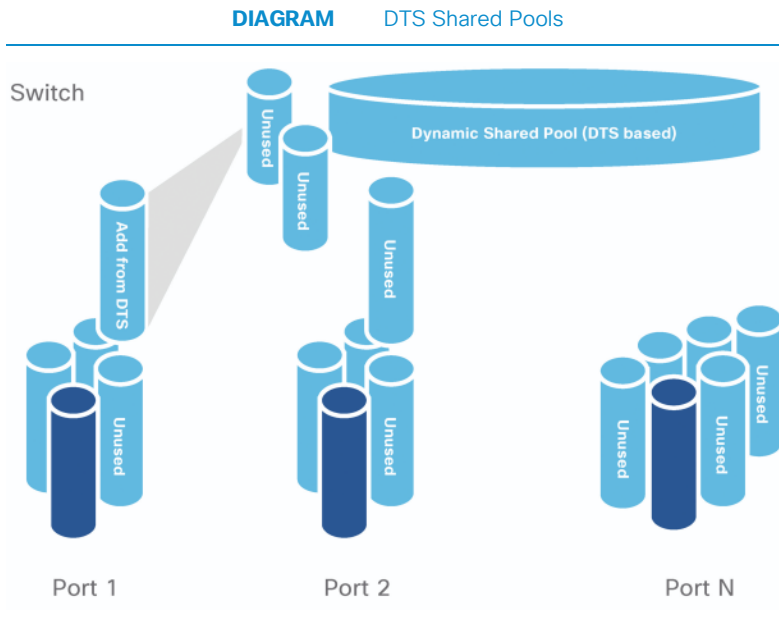 DIAGRAM DTS Shared Pools
Switch
Unused
Dynamic Shared Pool (DTS based)
Unused
Add from DTS
Unused
Unused
Unused
Unused
Unused
Unused
Port 1
Port 2
Port N